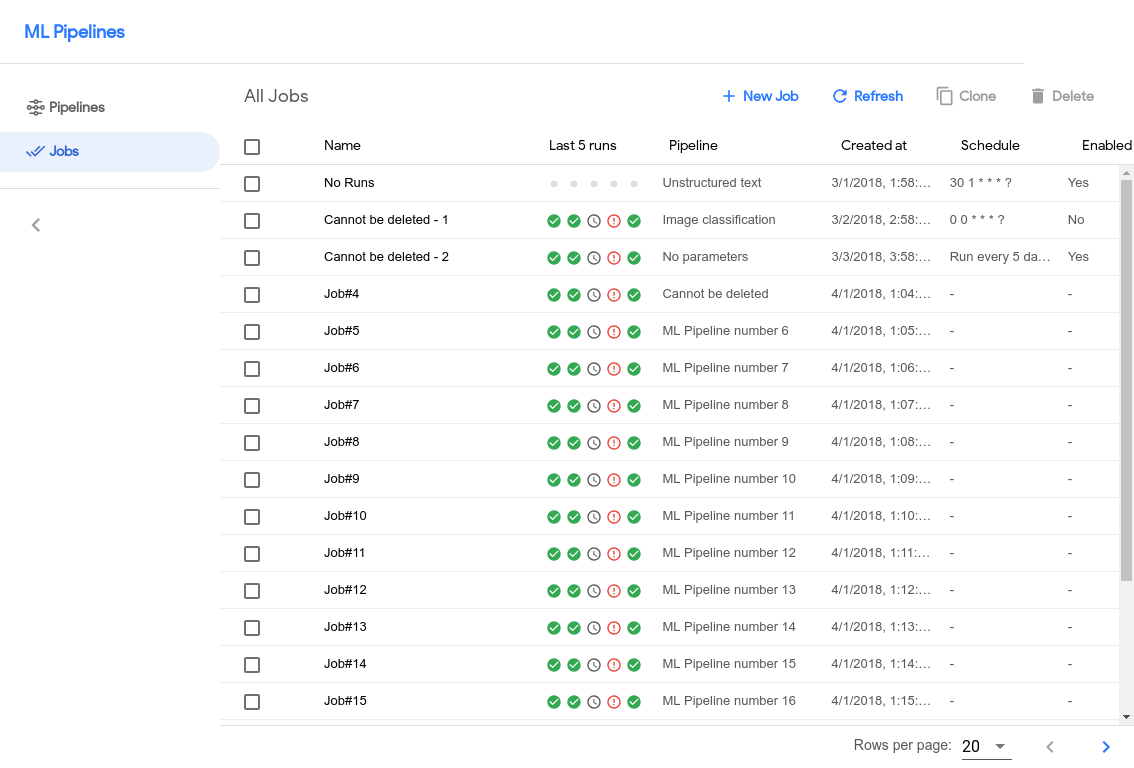 ML Pipelines
Pipelines
Jobs
All Jobs
New Job Refresh Clone Delete
Name Last 5 runs Pipeline Created at Schedule Enabled
No Runs Unstructured text 3/1/2018, 1:58:... 30 1 * * * ? Yes
Cannot be deleted - 1 Image classification 3/2/2018, 2:58:... 0 0 * * * ? No
Cannot be deleted - 2 No parameters 3/3/2018, 3:58:... Run every 5 da... Yes
Job#4 Cannot be deleted 4/1/2018, 1:04:... - -
Job#5 ML Pipeline number 6 4/1/2018, 1:05:... - -
Job#6 ML Pipeline number 7 4/1/2018, 1:06:... - -
Job#7 ML Pipeline number 8 4/1/2018, 1:07:... - -
Job#8 ML Pipeline number 9 4/1/2018, 1:08:... - -
Job#9 ML Pipeline number 10 4/1/2018, 1:09:... - -
Job#10 ML Pipeline number 11 4/1/2018, 1:10:... - -
Job#11 ML Pipeline number 12 4/1/2018, 1:11:... - -
Job#12 ML Pipeline number 13 4/1/2018, 1:12:... - -
Job#13 ML Pipeline number 14 4/1/2018, 1:13:... - -
Job#14 ML Pipeline number 15 4/1/2018, 1:14:... - -
Job#15 ML Pipeline number 16 4/1/2018, 1:15:... - -
Rows per page: 20